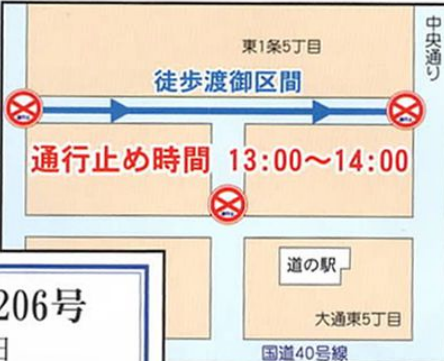 東1条5丁目
中央通り
徒歩渡御区間
通行止め時間 13:00～14:00
道の駅
206号
大通東5丁目
国道40号線